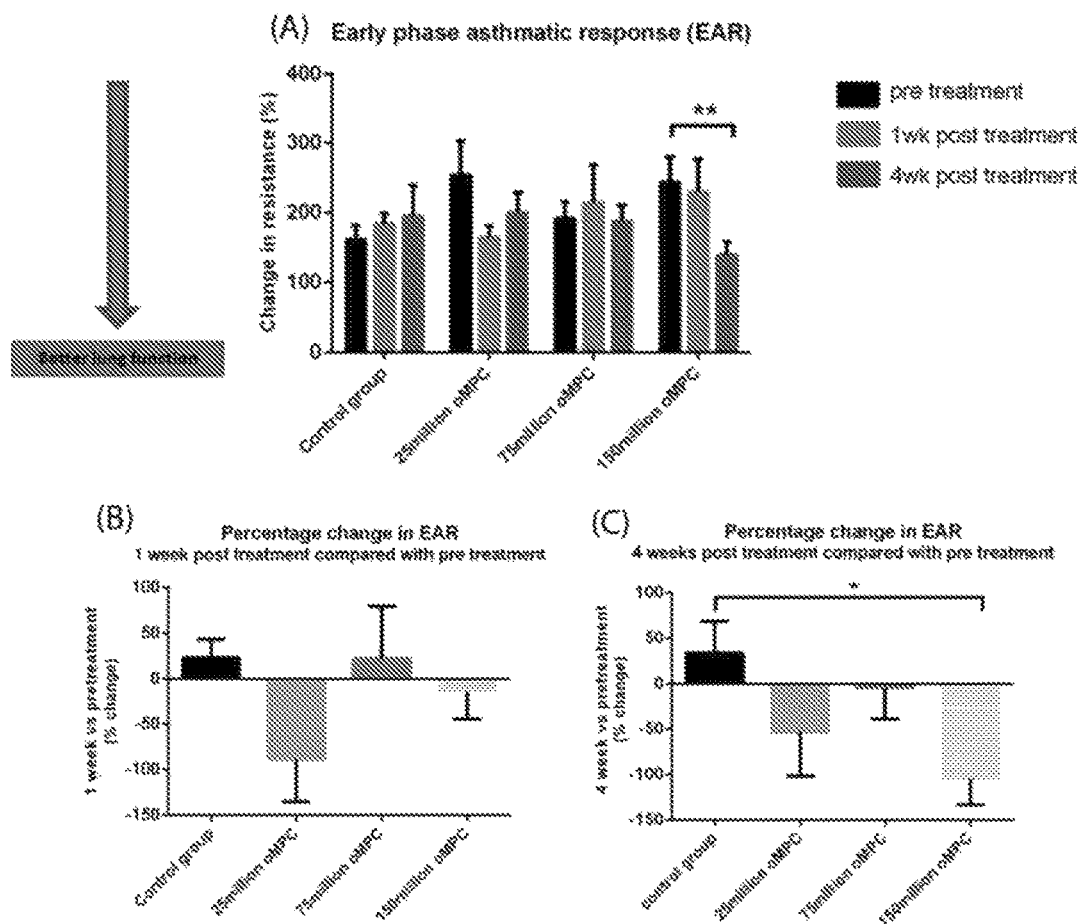 (A) Early phase asthmatic response (EAR)
Change in resistance (%)
400
300
200
100
0
**
pre treatment
1wk post treatment
4wk post treatment
Better lung function
Control group
25million oMPC
75million oMPC
150million oMPC
(B)
Percentage change in EAR
1 week post treatment compared with pre treatment
1 week vs pretreatment
(% change)
100
50
0
-50
-100
-150
Control group
25million oMPC
75million oMPC
150million oMPC
(C)
Percentage change in EAR
4 weeks post treatment compared with pre treatment
4 week vs pretreatment
(% change)
100
50
0
-50
-100
-150
*
control group
20million oMPC
75million oMPC
150million oMPC